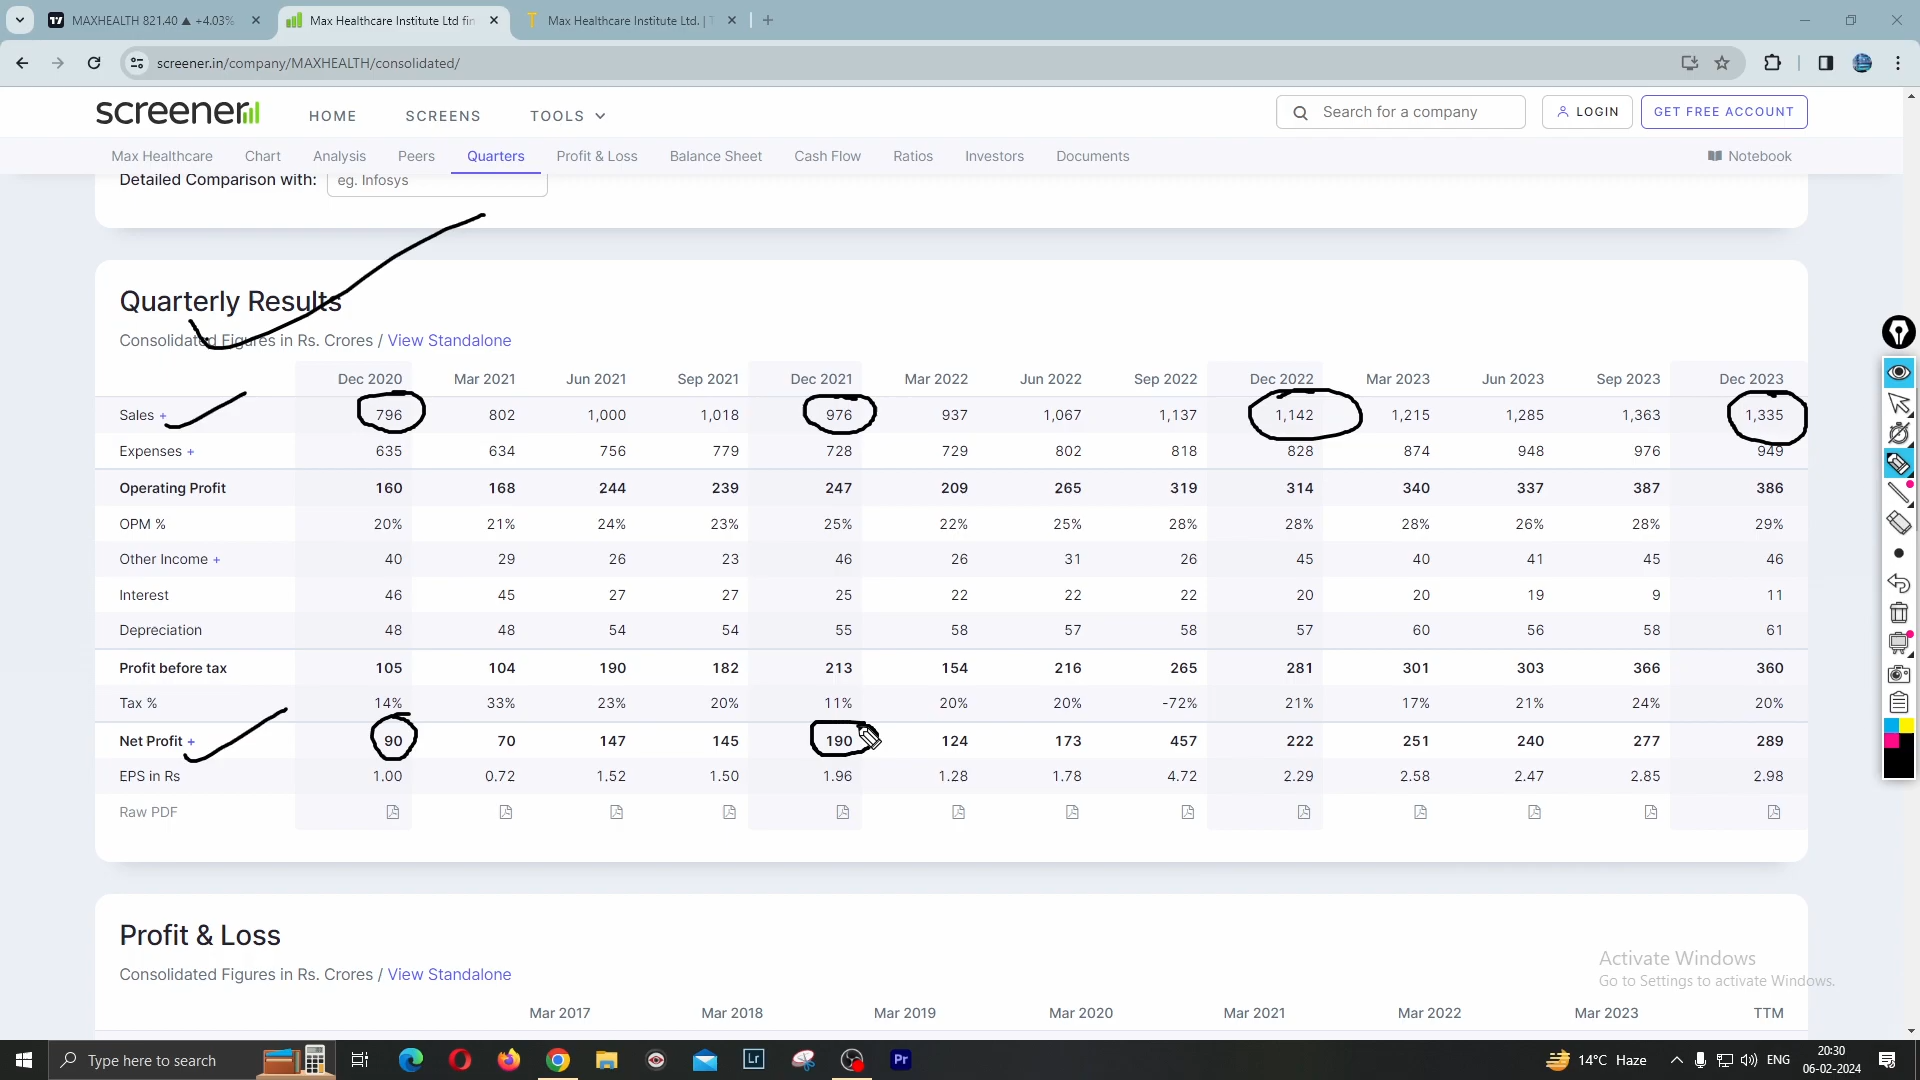 MAXHEALTH 821.40 ▲ +4.03%
Max Healthcare Institute Ltd fin
Max Healthcare Institute Ltd. | T
screener.in/company/MAXHEALTH/consolidated/
screener HOME SCREENS TOOLS Search for a company LOGIN GET FREE ACCOUNT
Max Healthcare Chart Analysis Peers Quarters Profit & Loss Balance Sheet Cash Flow Ratios Investors Documents Notebook
Detailed Comparison with: eg. Infosys
Quarterly Results
Consolidated Figures in Rs. Crores / View Standalone
Dec 2020 Mar 2021 Jun 2021 Sep 2021 Dec 2021 Mar 2022 Jun 2022 Sep 2022 Dec 2022 Mar 2023 Jun 2023 Sep 2023 Dec 2023
Sales + 796 802 1,000 1,018 976 937 1,067 1,137 1,142 1,215 1,285 1,363 1,335
Expenses + 635 634 756 779 728 729 802 818 828 874 948 976 949
Operating Profit 160 168 244 239 247 209 265 319 314 340 337 387 386
OPM % 20% 21% 24% 23% 25% 22% 25% 28% 28% 28% 26% 28% 29%
Other Income + 40 29 26 23 46 26 31 26 45 40 41 45 46
Interest 46 45 27 27 25 22 22 22 20 20 19 9 11
Depreciation 48 48 54 54 55 58 57 58 57 60 56 58 61
Profit before tax 105 104 190 182 213 154 216 265 281 301 303 366 360
Tax % 14% 33% 23% 20% 11% 20% 20% -72% 21% 17% 21% 24% 20%
Net Profit + 90 70 147 145 190 124 173 457 222 251 240 277 289
EPS in Rs 1.00 0.72 1.52 1.50 1.96 1.28 1.78 4.72 2.29 2.58 2.47 2.85 2.98
Raw PDF
Profit & Loss
Consolidated Figures in Rs. Crores / View Standalone
Mar 2017 Mar 2018 Mar 2019 Mar 2020 Mar 2021 Mar 2022 Mar 2023 TTM
Activate Windows
Go to Settings to activate Windows.
Type here to search
Lr
Pr
14°C Haze
ENG
20:30
06-02-2024